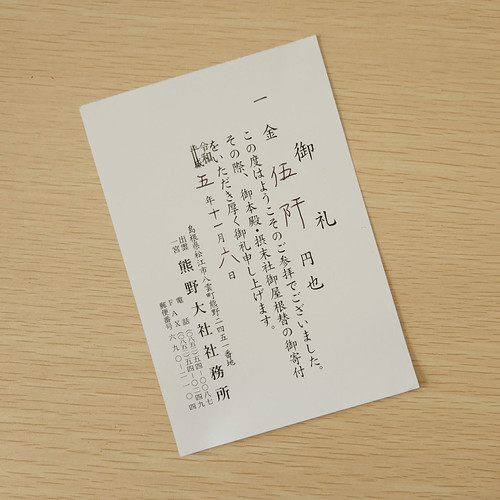 御礼
一金 伍阡 円也
この度はようこそのご参拝でございました。
その際、御本殿・摂末社御屋根替の御寄付
をいただき厚く御礼申し上げます。
令和 五年十一月六日
島根県松江市八雲町熊野二四五一番地
出雲一宮 熊野大社社務所
電話(〇八五二)五四-〇〇八七
FAX(〇八五二)五四-〇二四九
郵便番号 六九〇-二一〇四